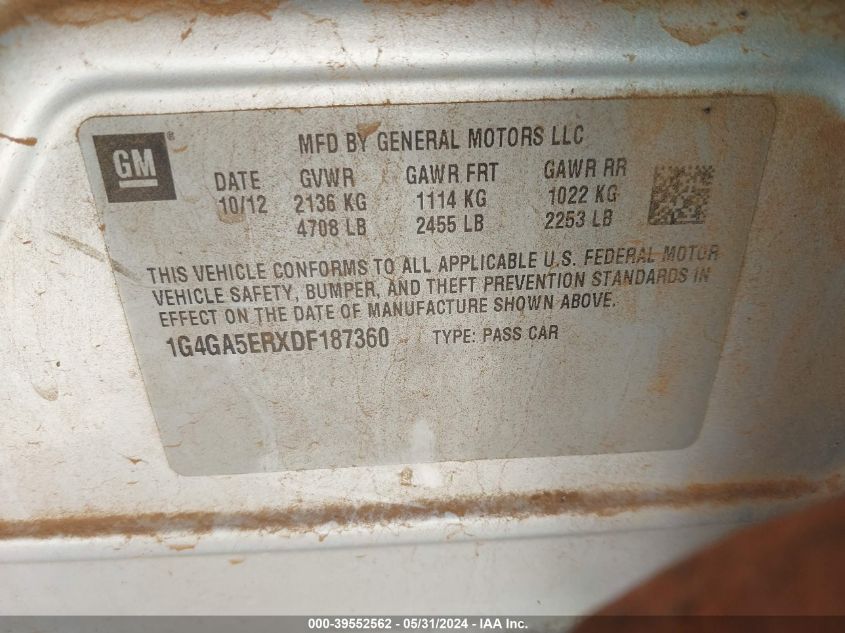 GM®
MFD BY GENERAL MOTORS LLC
DATE GVWR GAWR FRT GAWR RR
10/12 2136 KG 1114 KG 1022 KG
4708 LB 2455 LB 2253 LB
THIS VEHICLE CONFORMS TO ALL APPLICABLE U.S. FEDERAL MOTOR
VEHICLE SAFETY, BUMPER, AND THEFT PREVENTION STANDARDS IN
EFFECT ON THE DATE OF MANUFACTURE SHOWN ABOVE.
1G4GA5ERXDF187360 TYPE: PASS CAR
000-39552562 - 05/31/2024 - IAA Inc.